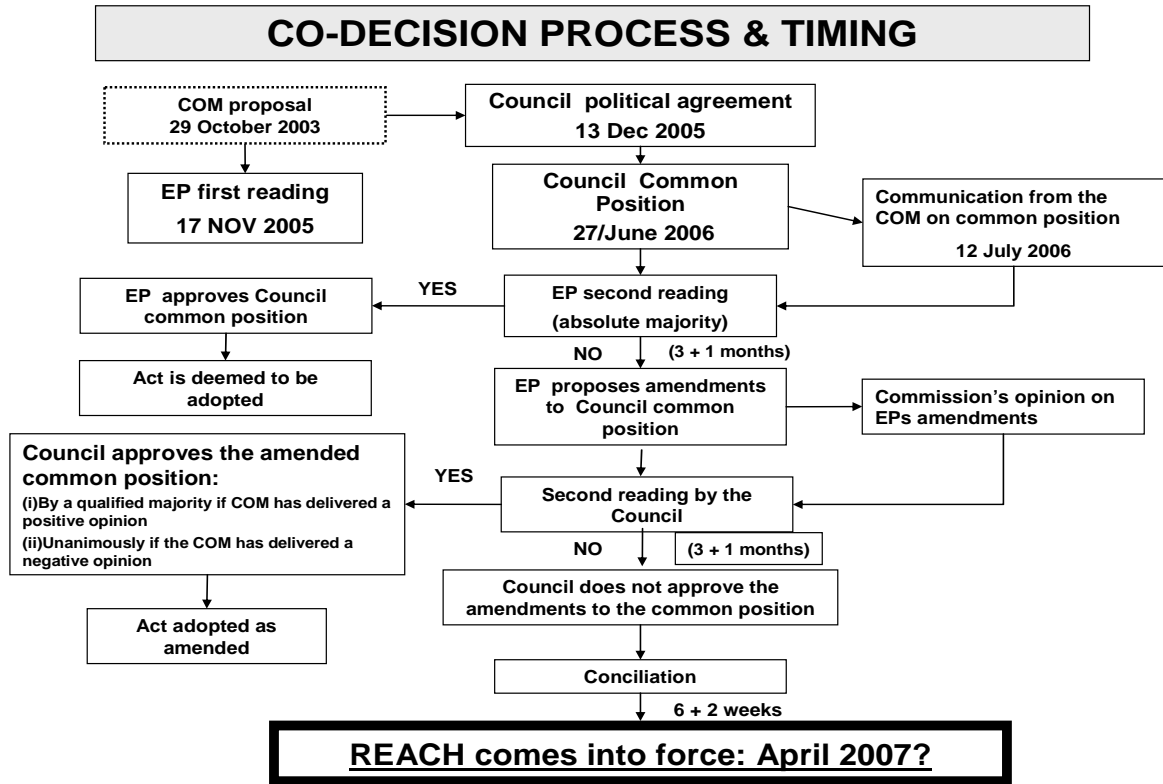 CO-DECISION PROCESS & TIMING
COM proposal
29 October 2003
Council political agreement
13 Dec 2005
EP first reading
17 NOV 2005
Council Common
Position
27/June 2006
Communication from the
COM on common position
12 July 2006
EP approves Council
common position
YES
EP second reading
(absolute majority)
NO
(3 + 1 months)
Act is deemed to be
adopted
EP proposes amendments
to Council common
position
Commission's opinion on
EPs amendments
Council approves the amended
common position:
(i)By a qualified majority if COM has delivered a
positive opinion
(ii)Unanimously if the COM has delivered a
negative opinion
YES
Second reading by the
Council
NO
(3 + 1 months)
Council does not approve the
amendments to the common position
Act adopted as
amended
Conciliation
6 + 2 weeks
REACH comes into force: April 2007?